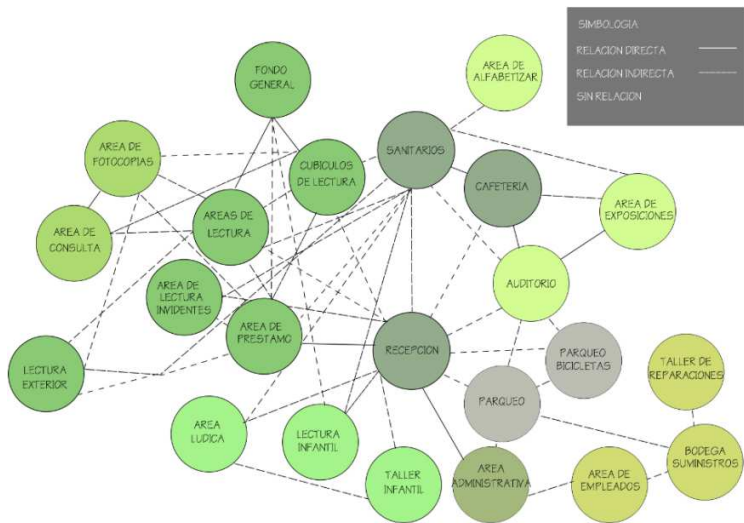 SIMBOLOGIA
RELACION DIRECTA
RELACION INDIRECTA
SIN RELACION
AREA DE
ALFABETIZAR
FONDO
GENERAL
AREA DE
FOTOCOPIAS
CUBICULOS
DE LECTURA
SANITARIOS
CAFETERIA
AREA DE
EXPOSICIONES
AREA DE
CONSULTA
AREAS DE
LECTURA
AUDITORIO
AREA DE
LECTURA
INVIDENTES
AREA DE
PRESTAMO
RECEPCION
PARQUEO
BICICLETAS
TALLER DE
REPARACIONES
LECTURA
EXTERIOR
PARQUEO
AREA
LUDICA
LECTURA
INFANTIL
TALLER
INFANTIL
AREA
ADMINISTRATIVA
AREA DE
EMPLEADOS
BODEGA
SUMINISTROS